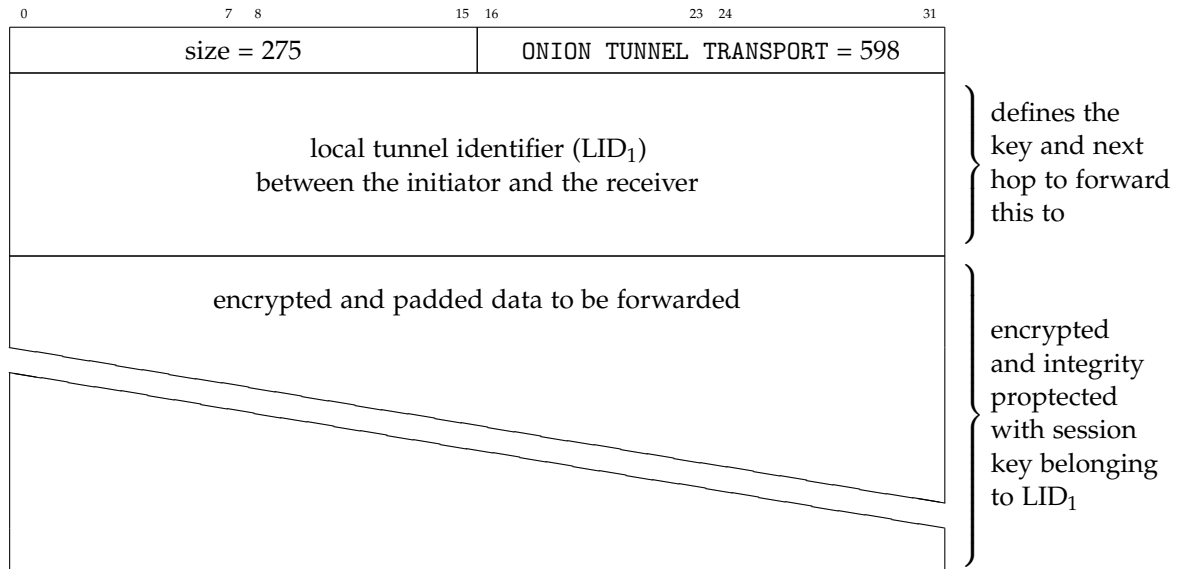 0 7 8 15 16 23 24 31
size = 275 ONION TUNNEL TRANSPORT = 598
local tunnel identifier (LID₁)
between the initiator and the receiver
defines the
key and next
hop to forward
this to
encrypted and padded data to be forwarded
encrypted
and integrity
proptected
with session
key belonging
to LID₁